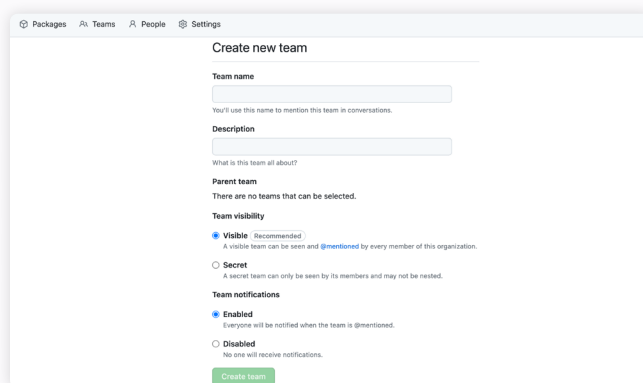 Packages Teams People Settings
Create new team
Team name
You'll use this name to mention this team in conversations.
Description
What is this team all about?
Parent team
There are no teams that can be selected.
Team visibility
Visible Recommended
A visible team can be seen and @mentioned by every member of this organization.
Secret
A secret team can only be seen by its members and may not be nested.
Team notifications
Enabled
Everyone will be notified when the team is @mentioned.
Disabled
No one will receive notifications.
Create team